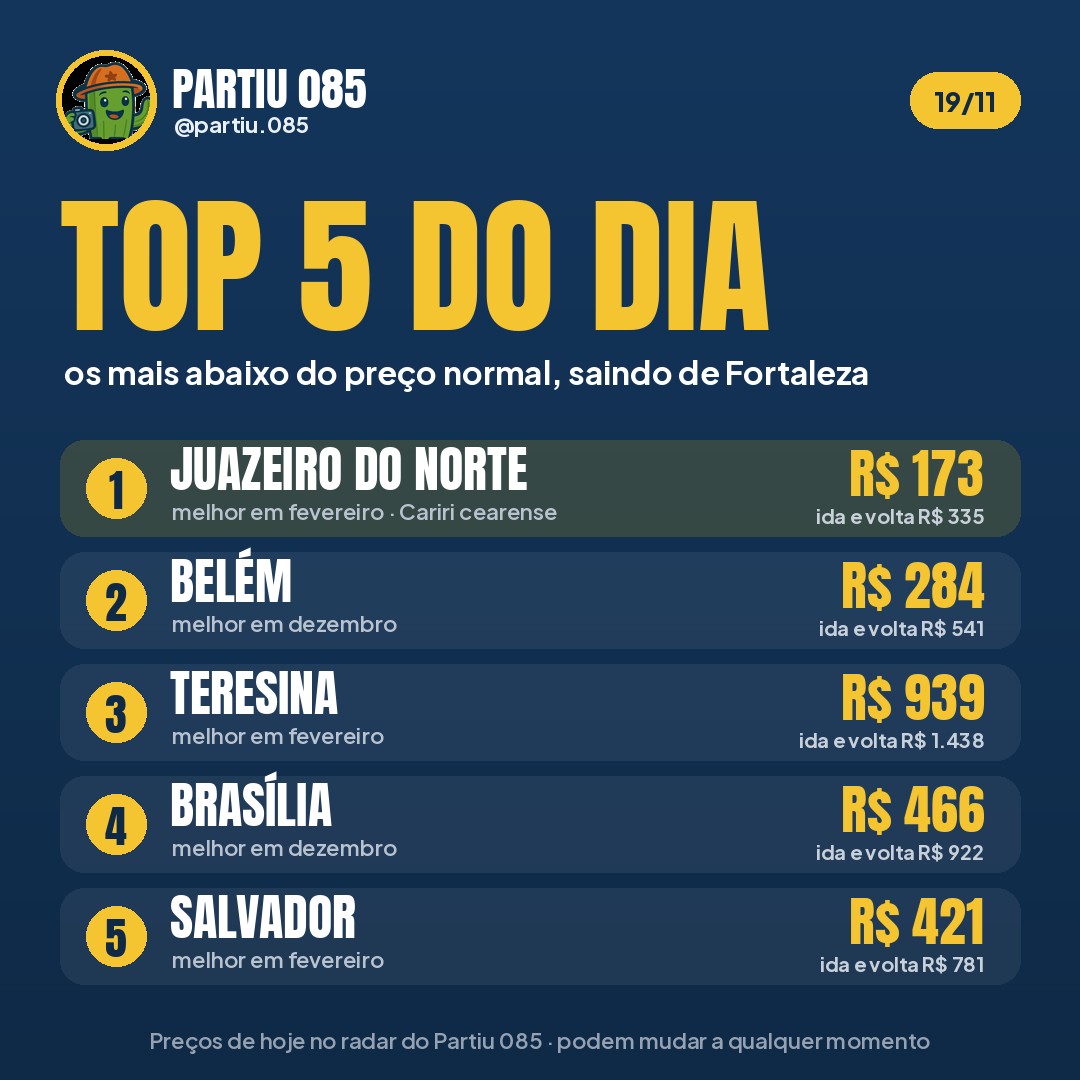 PARTIU 085
@partiu.085
19/11
TOP 5 DO DIA
os mais abaixo do preço normal, saindo de Fortaleza
1
JUAZEIRO DO NORTE
melhor em fevereiro · Cariri cearense
R$ 173
ida e volta R$ 335
2
BELÉM
melhor em dezembro
R$ 284
ida e volta R$ 541
3
TERESINA
melhor em fevereiro
R$ 939
ida e volta R$ 1.438
4
BRASÍLIA
melhor em dezembro
R$ 466
ida e volta R$ 922
5
SALVADOR
melhor em fevereiro
R$ 421
ida e volta R$ 781
Preços de hoje no radar do Partiu 085 · podem mudar a qualquer momento